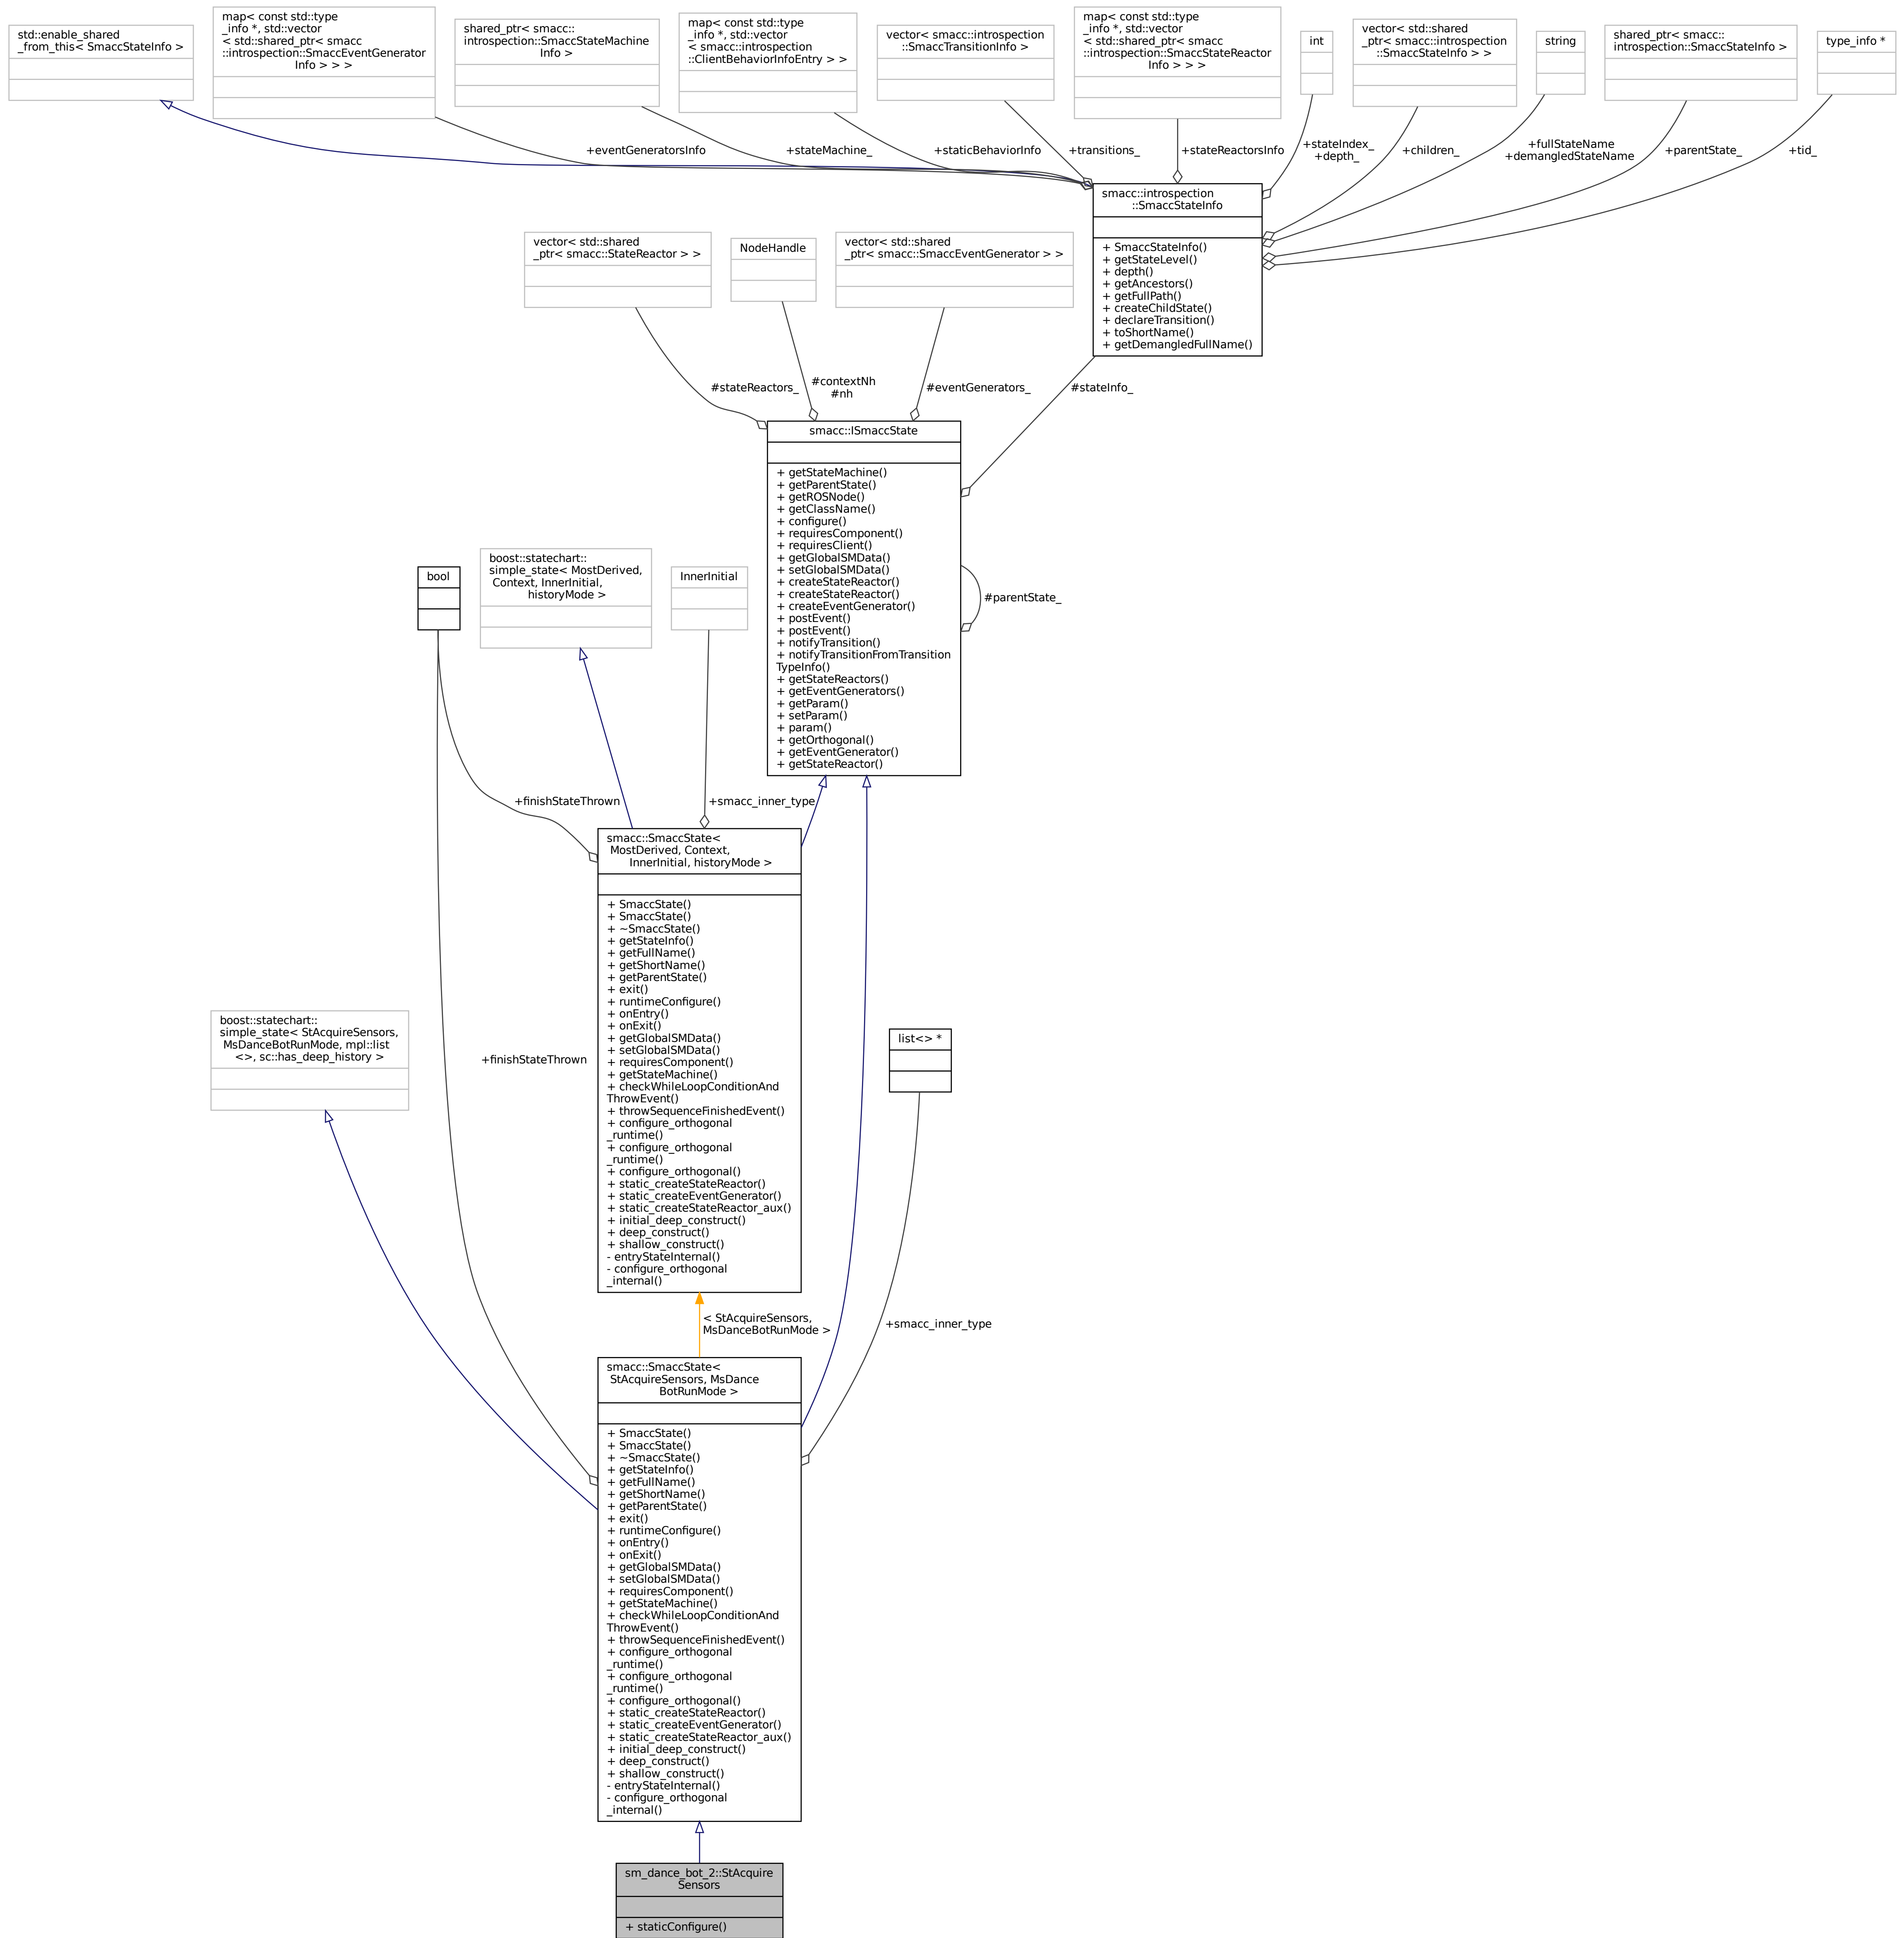 std::enable_shared
_from_this< SmaccStateInfo >
map< const std::type
_info *, std::vector
< std::shared_ptr< smacc
::introspection::SmaccEventGenerator
Info > > >
shared_ptr< smacc::
introspection::SmaccStateMachine
Info >
map< const std::type
_info *, std::vector
< smacc::introspection
::ClientBehaviorInfoEntry > >
vector< smacc::introspection
::SmaccTransitionInfo >
map< const std::type
_info *, std::vector
< std::shared_ptr< smacc
::introspection::SmaccStateReactor
Info > > >
int
vector< std::shared
_ptr< smacc::introspection
::SmaccStateInfo > >
string
shared_ptr< smacc::
introspection::SmaccStateInfo >
type_info *
+eventGeneratorsInfo
+stateMachine_
+staticBehaviorInfo
+transitions_
+stateReactorsInfo
+stateIndex_
+depth_
+children_
+fullStateName
+demangledStateName
+parentState_
+tid_
smacc::introspection
::SmaccStateInfo
+ SmaccStateInfo()
+ getStateLevel()
+ depth()
+ getAncestors()
+ getFullPath()
+ createChildState()
+ declareTransition()
+ toShortName()
+ getDemangledFullName()
vector< std::shared
_ptr< smacc::StateReactor > >
NodeHandle
vector< std::shared
_ptr< smacc::SmaccEventGenerator > >
#stateReactors_
#contextNh
#nh
#eventGenerators_
#stateInfo_
smacc::ISmaccState
+ getStateMachine()
+ getParentState()
+ getROSNode()
+ getClassName()
+ configure()
+ requiresComponent()
+ requiresClient()
+ getGlobalSMData()
+ setGlobalSMData()
+ createStateReactor()
+ createStateReactor()
+ createEventGenerator()
+ postEvent()
+ postEvent()
+ notifyTransition()
+ notifyTransitionFromTransition
TypeInfo()
+ getStateReactors()
+ getEventGenerators()
+ getParam()
+ setParam()
+ param()
+ getOrthogonal()
+ getEventGenerator()
+ getStateReactor()
#parentState_
bool
boost::statechart::
simple_state< MostDerived,
Context, InnerInitial,
historyMode >
InnerInitial
+finishStateThrown
+smacc_inner_type
smacc::SmaccState<
MostDerived, Context,
InnerInitial, historyMode >
+ SmaccState()
+ SmaccState()
+ ~SmaccState()
+ getStateInfo()
+ getFullName()
+ getShortName()
+ getParentState()
+ exit()
+ runtimeConfigure()
+ onEntry()
+ onExit()
+ getGlobalSMData()
+ setGlobalSMData()
+ requiresComponent()
+ getStateMachine()
+ checkWhileLoopConditionAnd
ThrowEvent()
+ throwSequenceFinishedEvent()
+ configure_orthogonal
_runtime()
+ configure_orthogonal
_runtime()
+ configure_orthogonal()
+ static_createStateReactor()
+ static_createEventGenerator()
+ static_createStateReactor_aux()
+ initial_deep_construct()
+ deep_construct()
+ shallow_construct()
- entryStateInternal()
- configure_orthogonal
_internal()
boost::statechart::
simple_state< StAcquireSensors,
MsDanceBotRunMode, mpl::list
<>, sc::has_deep_history >
+finishStateThrown
list<> *
< StAcquireSensors,
MsDanceBotRunMode >
+smacc_inner_type
smacc::SmaccState<
StAcquireSensors, MsDance
BotRunMode >
+ SmaccState()
+ SmaccState()
+ ~SmaccState()
+ getStateInfo()
+ getFullName()
+ getShortName()
+ getParentState()
+ exit()
+ runtimeConfigure()
+ onEntry()
+ onExit()
+ getGlobalSMData()
+ setGlobalSMData()
+ requiresComponent()
+ getStateMachine()
+ checkWhileLoopConditionAnd
ThrowEvent()
+ throwSequenceFinishedEvent()
+ configure_orthogonal
_runtime()
+ configure_orthogonal
_runtime()
+ configure_orthogonal()
+ static_createStateReactor()
+ static_createEventGenerator()
+ static_createStateReactor_aux()
+ initial_deep_construct()
+ deep_construct()
+ shallow_construct()
- entryStateInternal()
- configure_orthogonal
_internal()
sm_dance_bot_2::StAcquire
Sensors
+ staticConfigure()